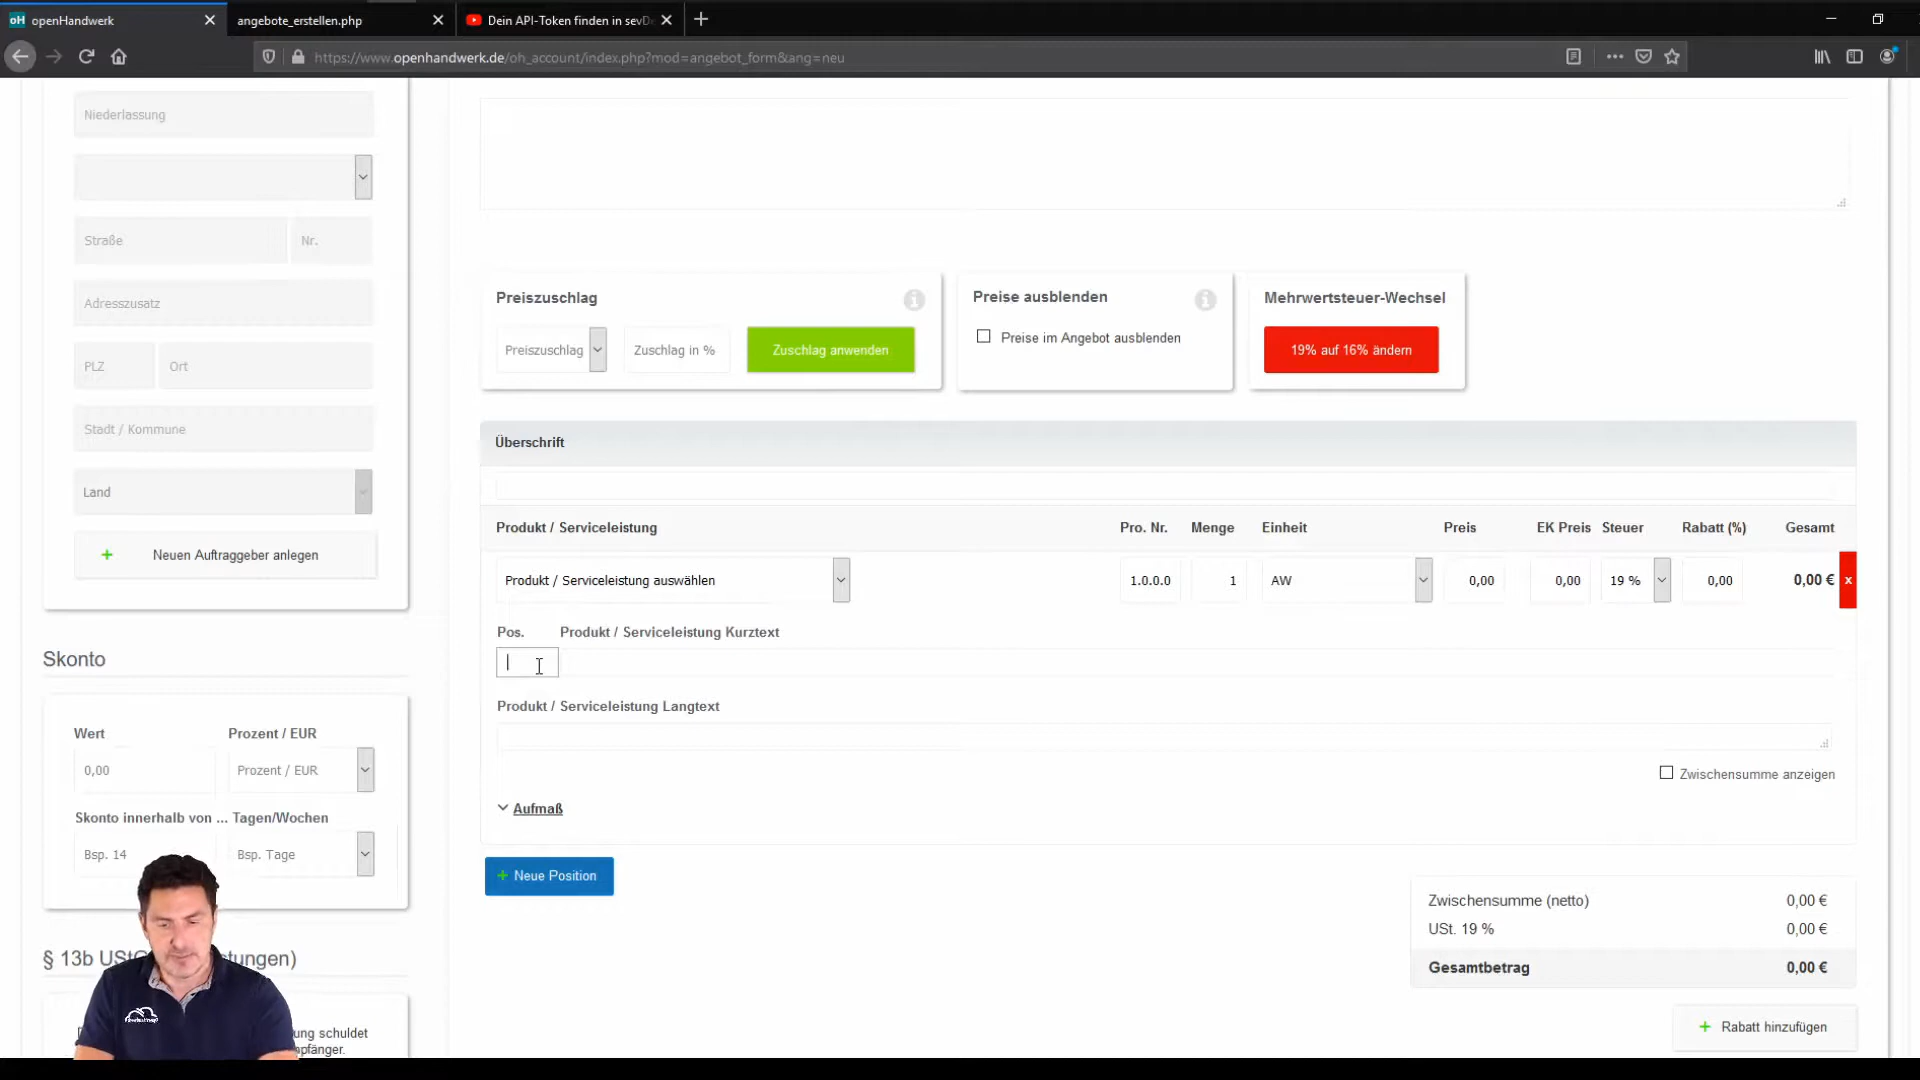 oH openHandwerk
angebote_erstellen.php
Dein API-Token finden in sevD
https://www.openhandwerk.de/oh_account/index.php?mod=angebot_form&ang=neu
Niederlassung
Straße
Nr.
Adresszusatz
PLZ
Ort
Stadt / Kommune
Land
+ Neuen Auftraggeber anlegen
Skonto
Wert
Prozent / EUR
0,00
Prozent / EUR
Skonto innerhalb von ...
Tagen/Wochen
Bsp. 14
Bsp. Tage
§ 13b UStG
stungen)
ung schuldet
pfänger.
Preiszuschlag
Preiszuschlag
Zuschlag in %
Zuschlag anwenden
Preise ausblenden
Preise im Angebot ausblenden
Mehrwertsteuer-Wechsel
19% auf 16% ändern
Überschrift
Produkt / Serviceleistung
Pro. Nr.
Menge
Einheit
Preis
EK Preis
Steuer
Rabatt (%)
Gesamt
Produkt / Serviceleistung auswählen
1.0.0.0
1
AW
0,00
0,00
19 %
0,00
0,00 €
x
Pos.
Produkt / Serviceleistung Kurztext
Produkt / Serviceleistung Langtext
Zwischensumme anzeigen
Aufmaß
+ Neue Position
Zwischensumme (netto) 0,00 €
USt. 19 % 0,00 €
Gesamtbetrag 0,00 €
+ Rabatt hinzufügen